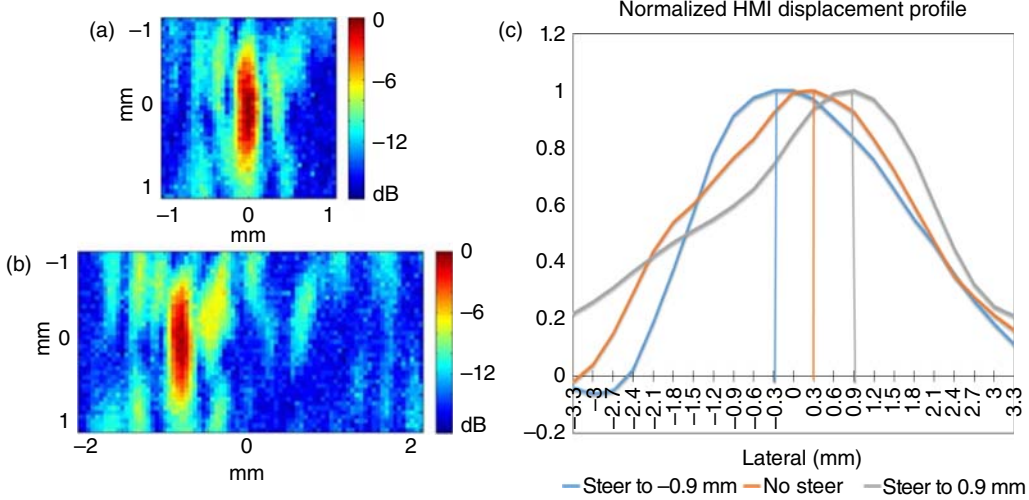 (a)
–1
0
1
mm
–1 0 1
mm
0
–6
–12
dB
(b)
–1
0
1
mm
–2 0 2
mm
0
–6
–12
dB
(c)
Normalized HMI displacement profile
1.2
1
0.8
0.6
0.4
0.2
0
–0.2
–3.3 –3 –2.7 –2.4 –2.1 –1.8 –1.5 –1.2 –0.9 –0.6 –0.3 0 0.3 0.6 0.9 1.2 1.5 1.8 2.1 2.4 2.7 3 3.3
Lateral (mm)
Steer to –0.9 mm No steer Steer to 0.9 mm